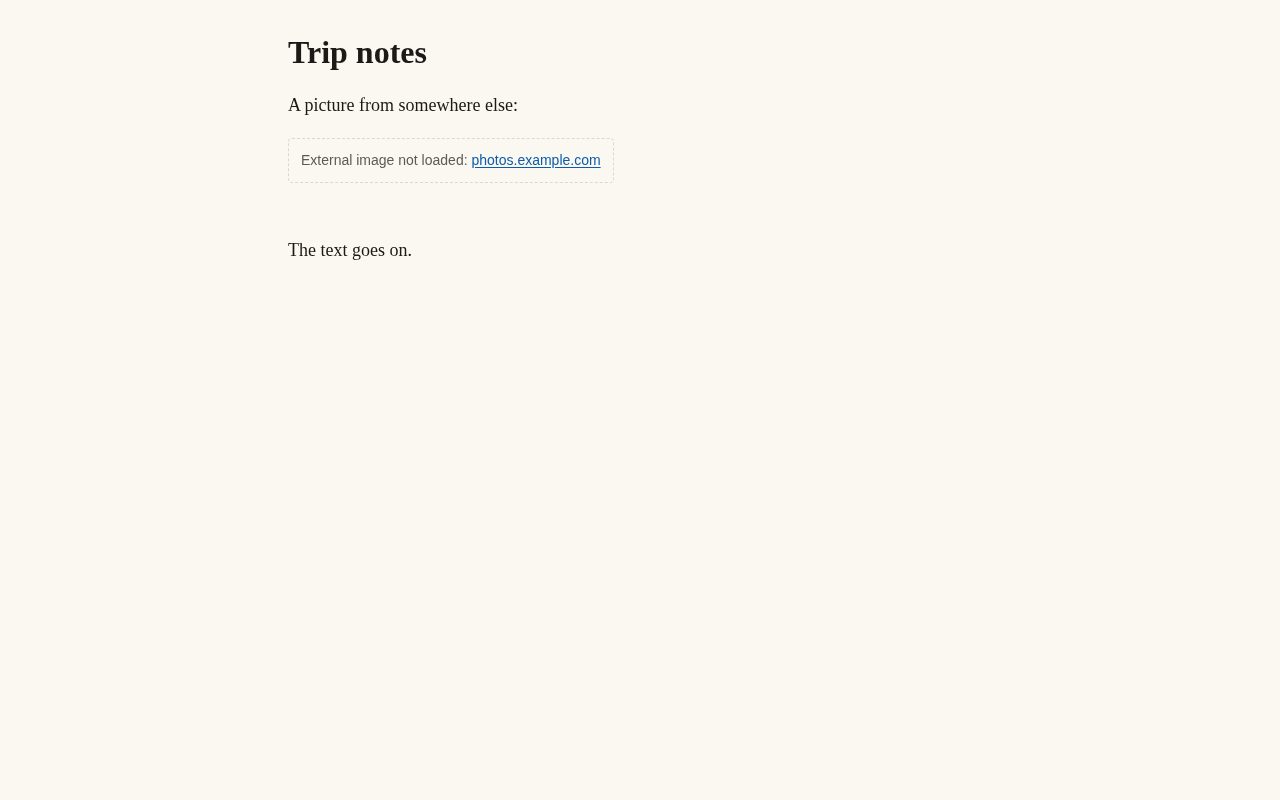 Trip notes
A picture from somewhere else:
External image not loaded: photos.example.com
The text goes on.